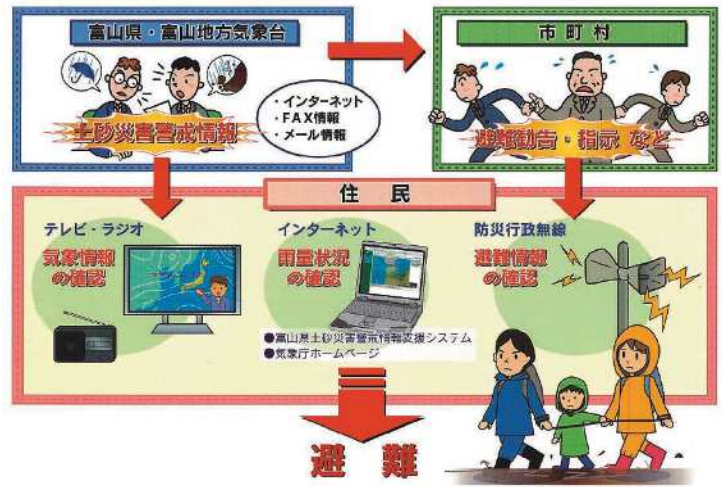 富山県・富山地方気象台
土砂災害警戒情報
・インターネット
・FAX情報
・メール情報
市町村
避難勧告・指示 など
住 民
テレビ・ラジオ
気象情報
の確認
インターネット
雨量状況
の確認
●富山県土砂災害警戒情報支援システム
●気象庁ホームページ
防災行政無線
避難情報
の確認
避 難